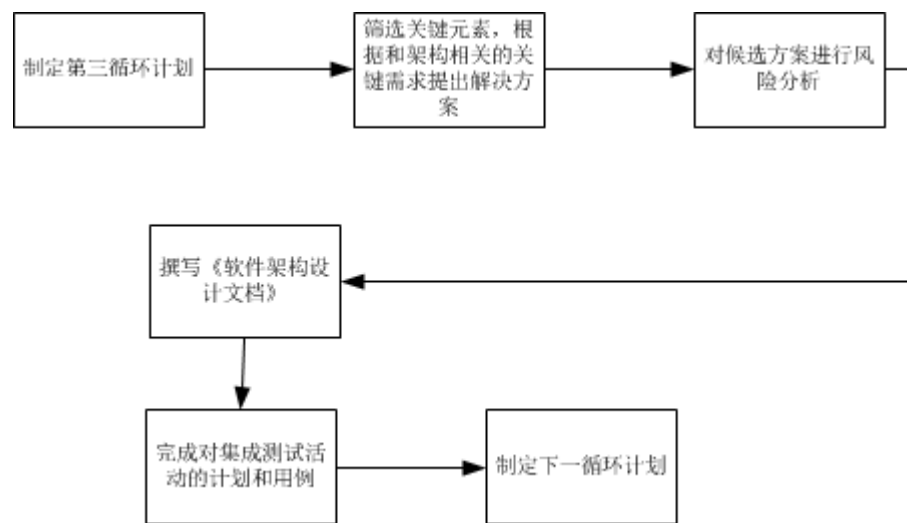 制定第三循环计划
筛选关键元素，根
据和架构相关的关
键需求提出解决方
案
对候选方案进行风
险分析
撰写《软件架构设
计文档》
完成对集成测试活
动的计划和用例
制定下一循环计划